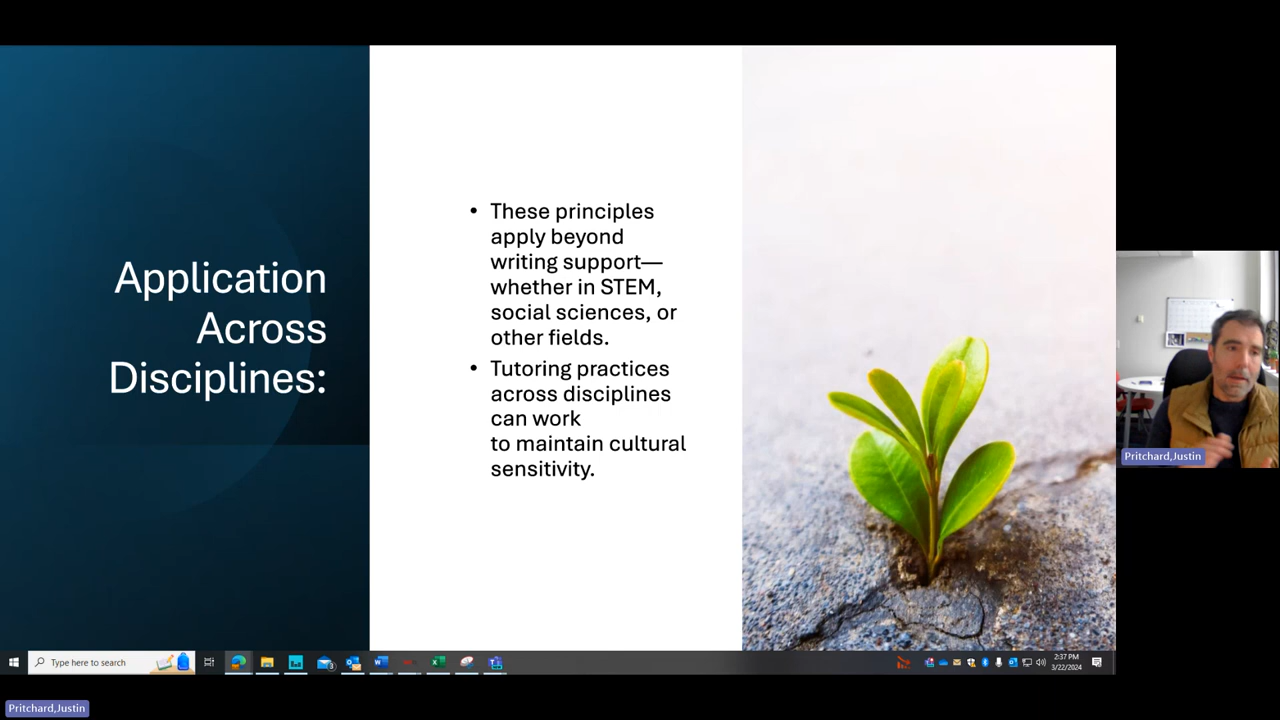 Application
Across
Disciplines:
• These principles
apply beyond
writing support—
whether in STEM,
social sciences, or
other fields.
• Tutoring practices
across disciplines
can work
to maintain cultural
sensitivity.
Pritchard,Justin
Type here to search
2:37 PM
3/22/2024
Pritchard,Justin